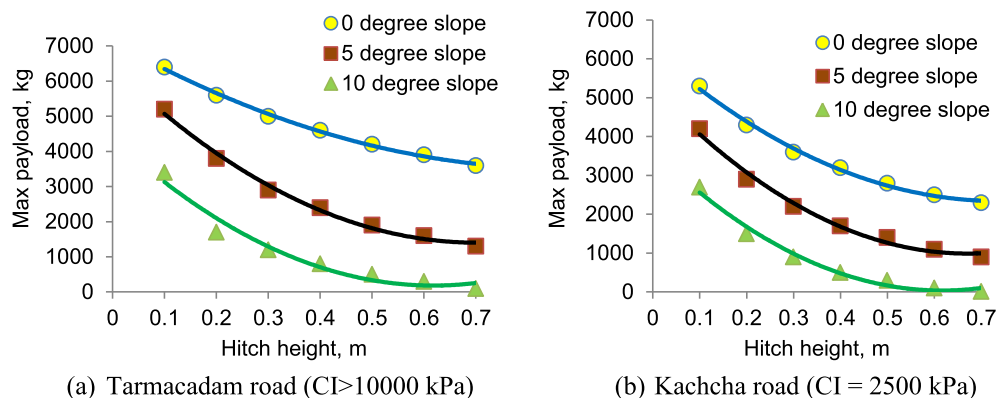 0 degree slope
5 degree slope
10 degree slope
Max payload, kg
7000
6000
5000
4000
3000
2000
1000
0
0 0.1 0.2 0.3 0.4 0.5 0.6 0.7
Hitch height, m
(a) Tarmacadam road (CI>10000 kPa)
0 degree slope
5 degree slope
10 degree slope
Max payload, kg
7000
6000
5000
4000
3000
2000
1000
0
0 0.1 0.2 0.3 0.4 0.5 0.6 0.7
Hitch height, m
(b) Kachcha road (CI = 2500 kPa)